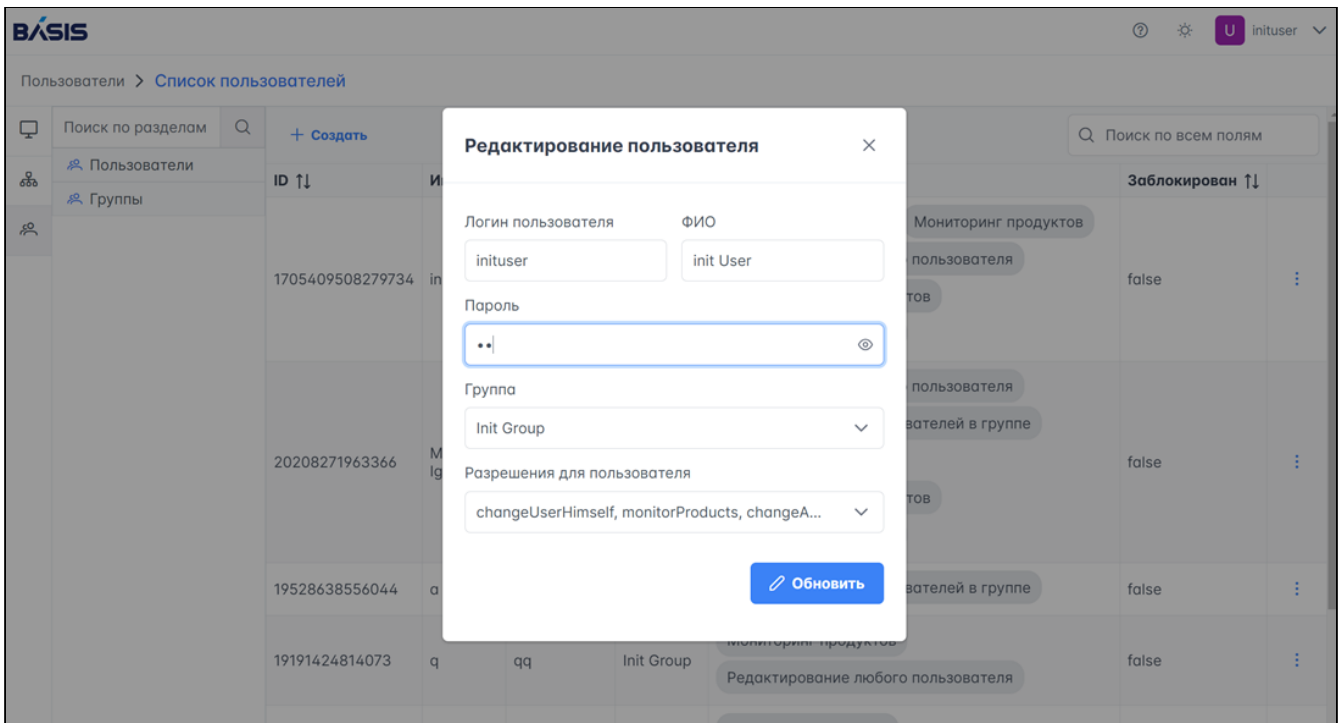 BASIS
U inituser
Пользователи > Список пользователей
Поиск по разделам
+ Создать
Поиск по всем полям
Пользователи
Группы
ID
Заблокирован
Редактирование пользователя
Логин пользователя ФИО
inituser init User
Пароль
••
Группа
Init Group
Разрешения для пользователя
changeUserHimself, monitorProducts, changeA...
Обновить
Мониторинг продуктов
пользователя
1705409508279734 in false
пользователя
вателей в группе
20208271963366 false
19528638556044 a вателей в группе false
19191424814073 q qq Init Group false
Мониторинг продуктов
Редактирование любого пользователя